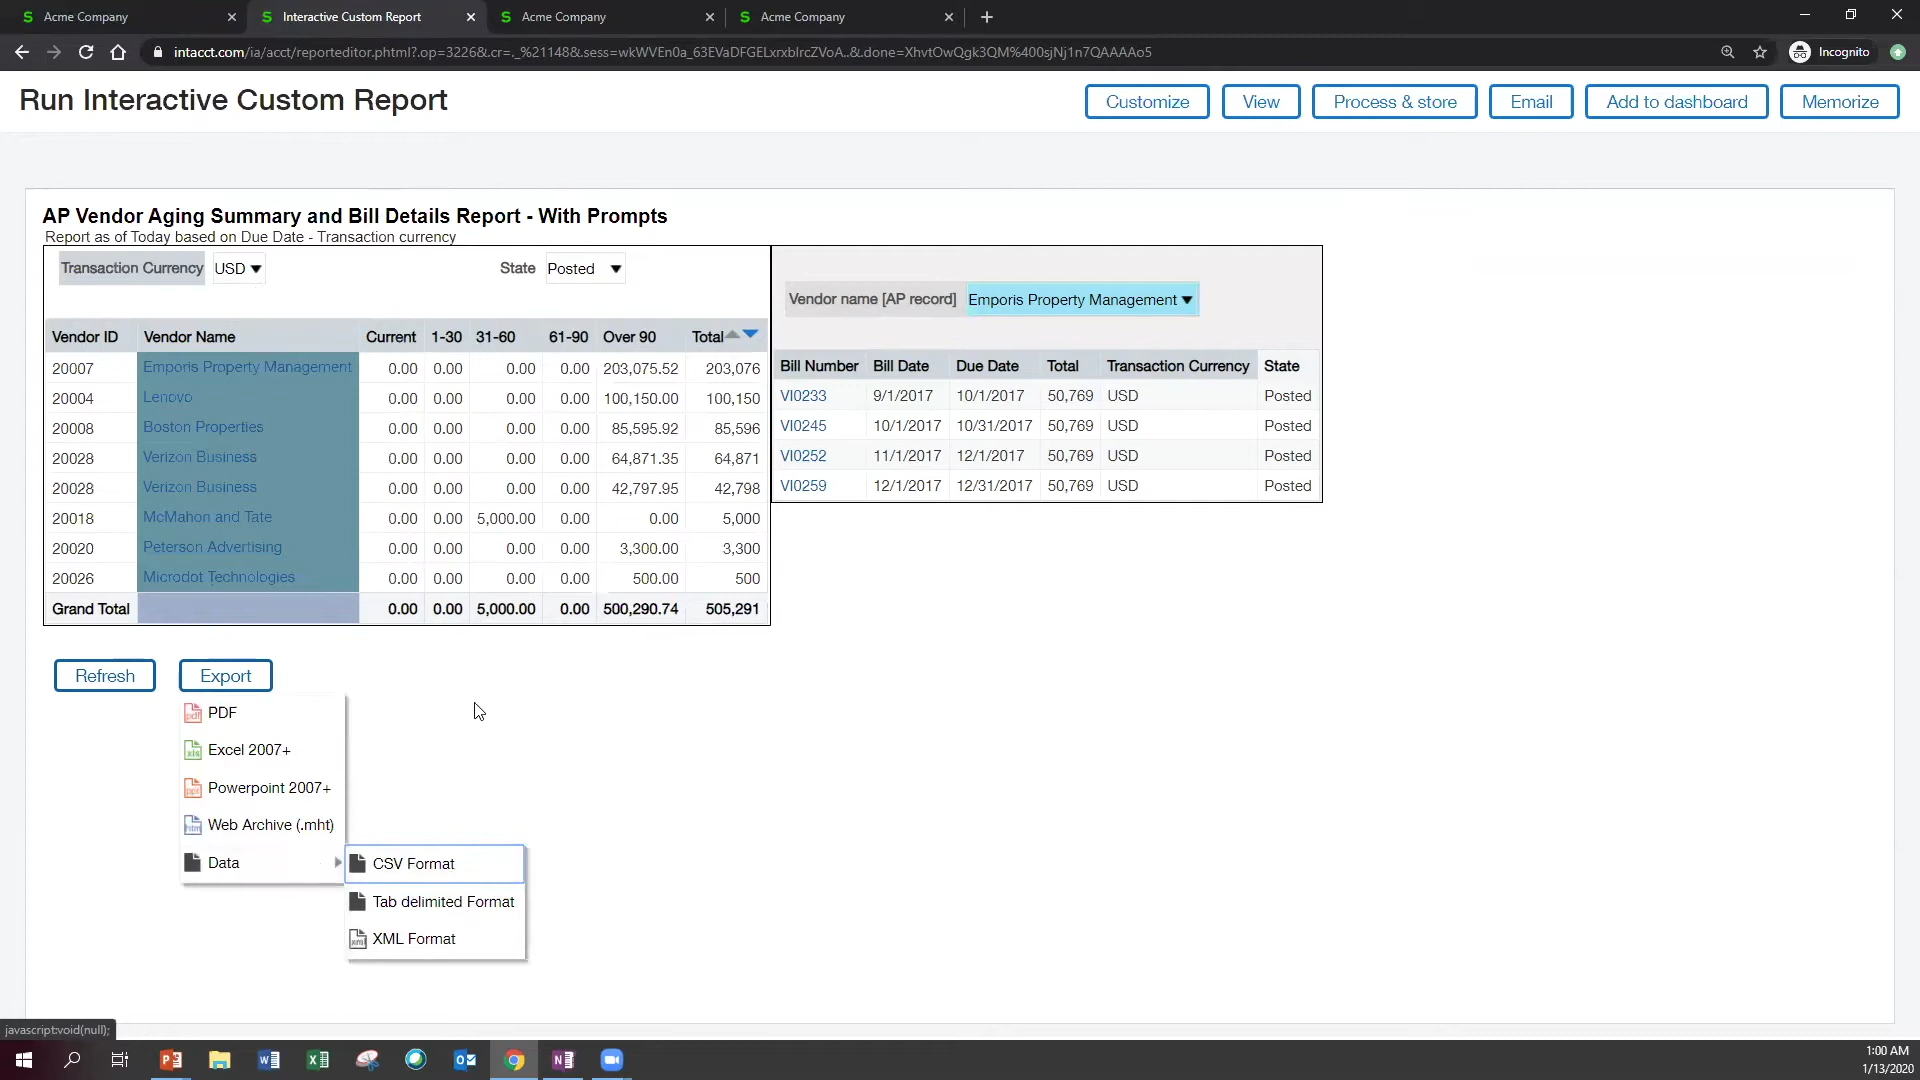 Acme Company
Interactive Custom Report
Acme Company
Acme Company
intacct.com/ia/acct/reporteditor.phtml?.op=3226&.cr=._%21148&.sess=wkWVEn0a_63EVaDFGELxrxblrcZVoA..&.done=XhvtOwQgk3QM%400sjNj1n7QAAAAo5
Incognito
Run Interactive Custom Report
Customize View Process & store Email Add to dashboard Memorize
AP Vendor Aging Summary and Bill Details Report - With Prompts
Report as of Today based on Due Date - Transaction currency
Transaction Currency USD State Posted
Vendor ID Vendor Name Current 1-30 31-60 61-90 Over 90 Total
20007 Emporis Property Management 0.00 0.00 0.00 0.00 203,075.52 203,076
20004 Lenovo 0.00 0.00 0.00 0.00 100,150.00 100,150
20008 Boston Properties 0.00 0.00 0.00 0.00 85,595.92 85,596
20028 Verizon Business 0.00 0.00 0.00 0.00 64,871.35 64,871
20028 Verizon Business 0.00 0.00 0.00 0.00 42,797.95 42,798
20018 McMahon and Tate 0.00 0.00 5,000.00 0.00 0.00 5,000
20020 Peterson Advertising 0.00 0.00 0.00 0.00 3,300.00 3,300
20026 Microdot Technologies 0.00 0.00 0.00 0.00 500.00 500
Grand Total 0.00 0.00 5,000.00 0.00 500,290.74 505,291
Vendor name [AP record] Emporis Property Management
Bill Number Bill Date Due Date Total Transaction Currency State
VI0233 9/1/2017 10/1/2017 50,769 USD Posted
VI0245 10/1/2017 10/31/2017 50,769 USD Posted
VI0252 11/1/2017 12/1/2017 50,769 USD Posted
VI0259 12/1/2017 12/31/2017 50,769 USD Posted
Refresh Export
PDF
Excel 2007+
Powerpoint 2007+
Web Archive (.mht)
Data
CSV Format
Tab delimited Format
XML Format
javascript:void(null);
1:00 AM
1/13/2020